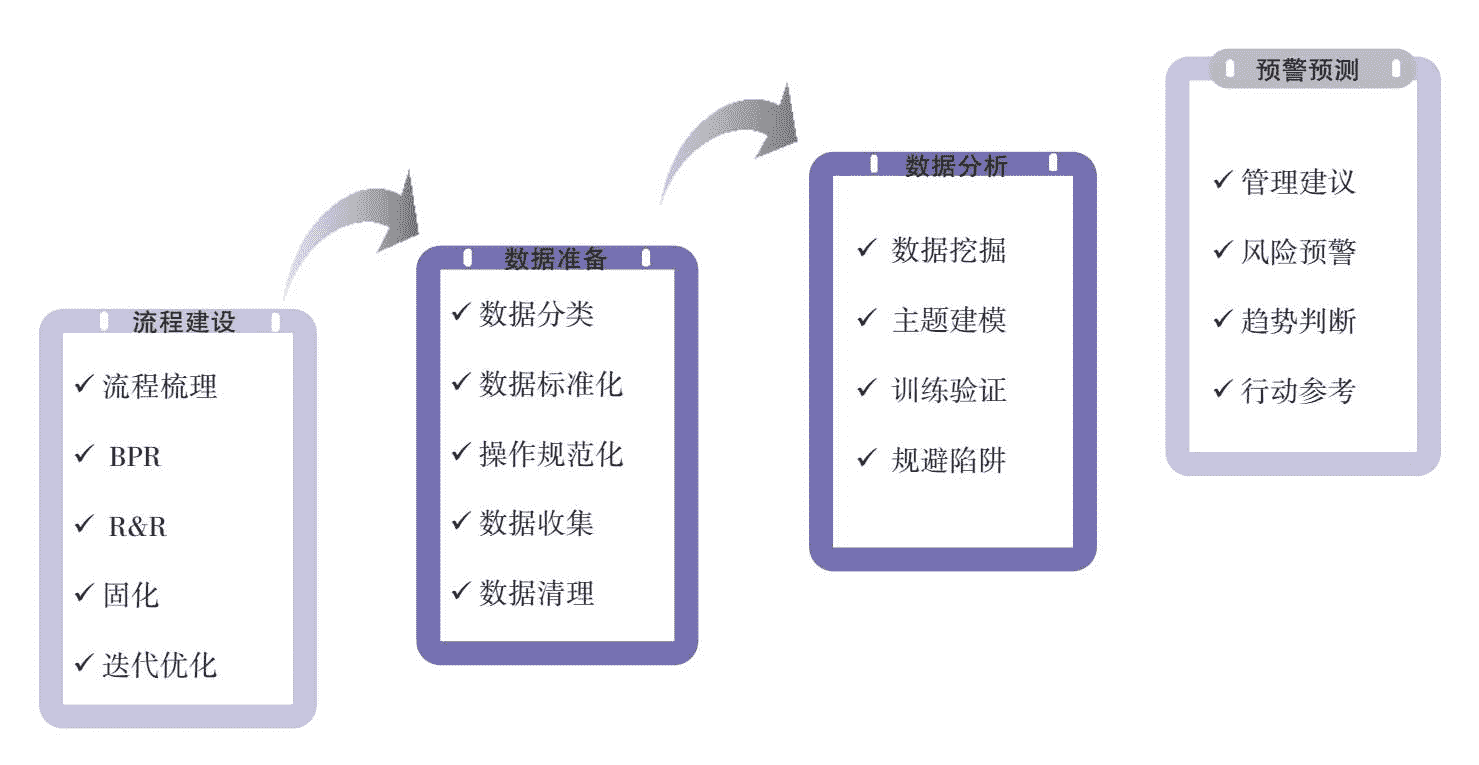 流程建设
✓ 流程梳理
✓ BPR
✓ R&R
✓ 固化
✓ 迭代优化
数据准备
✓ 数据分类
✓ 数据标准化
✓ 操作规范化
✓ 数据收集
✓ 数据清理
数据分析
✓ 数据挖掘
✓ 主题建模
✓ 训练验证
✓ 规避陷阱
预警预测
✓ 管理建议
✓ 风险预警
✓ 趋势判断
✓ 行动参考